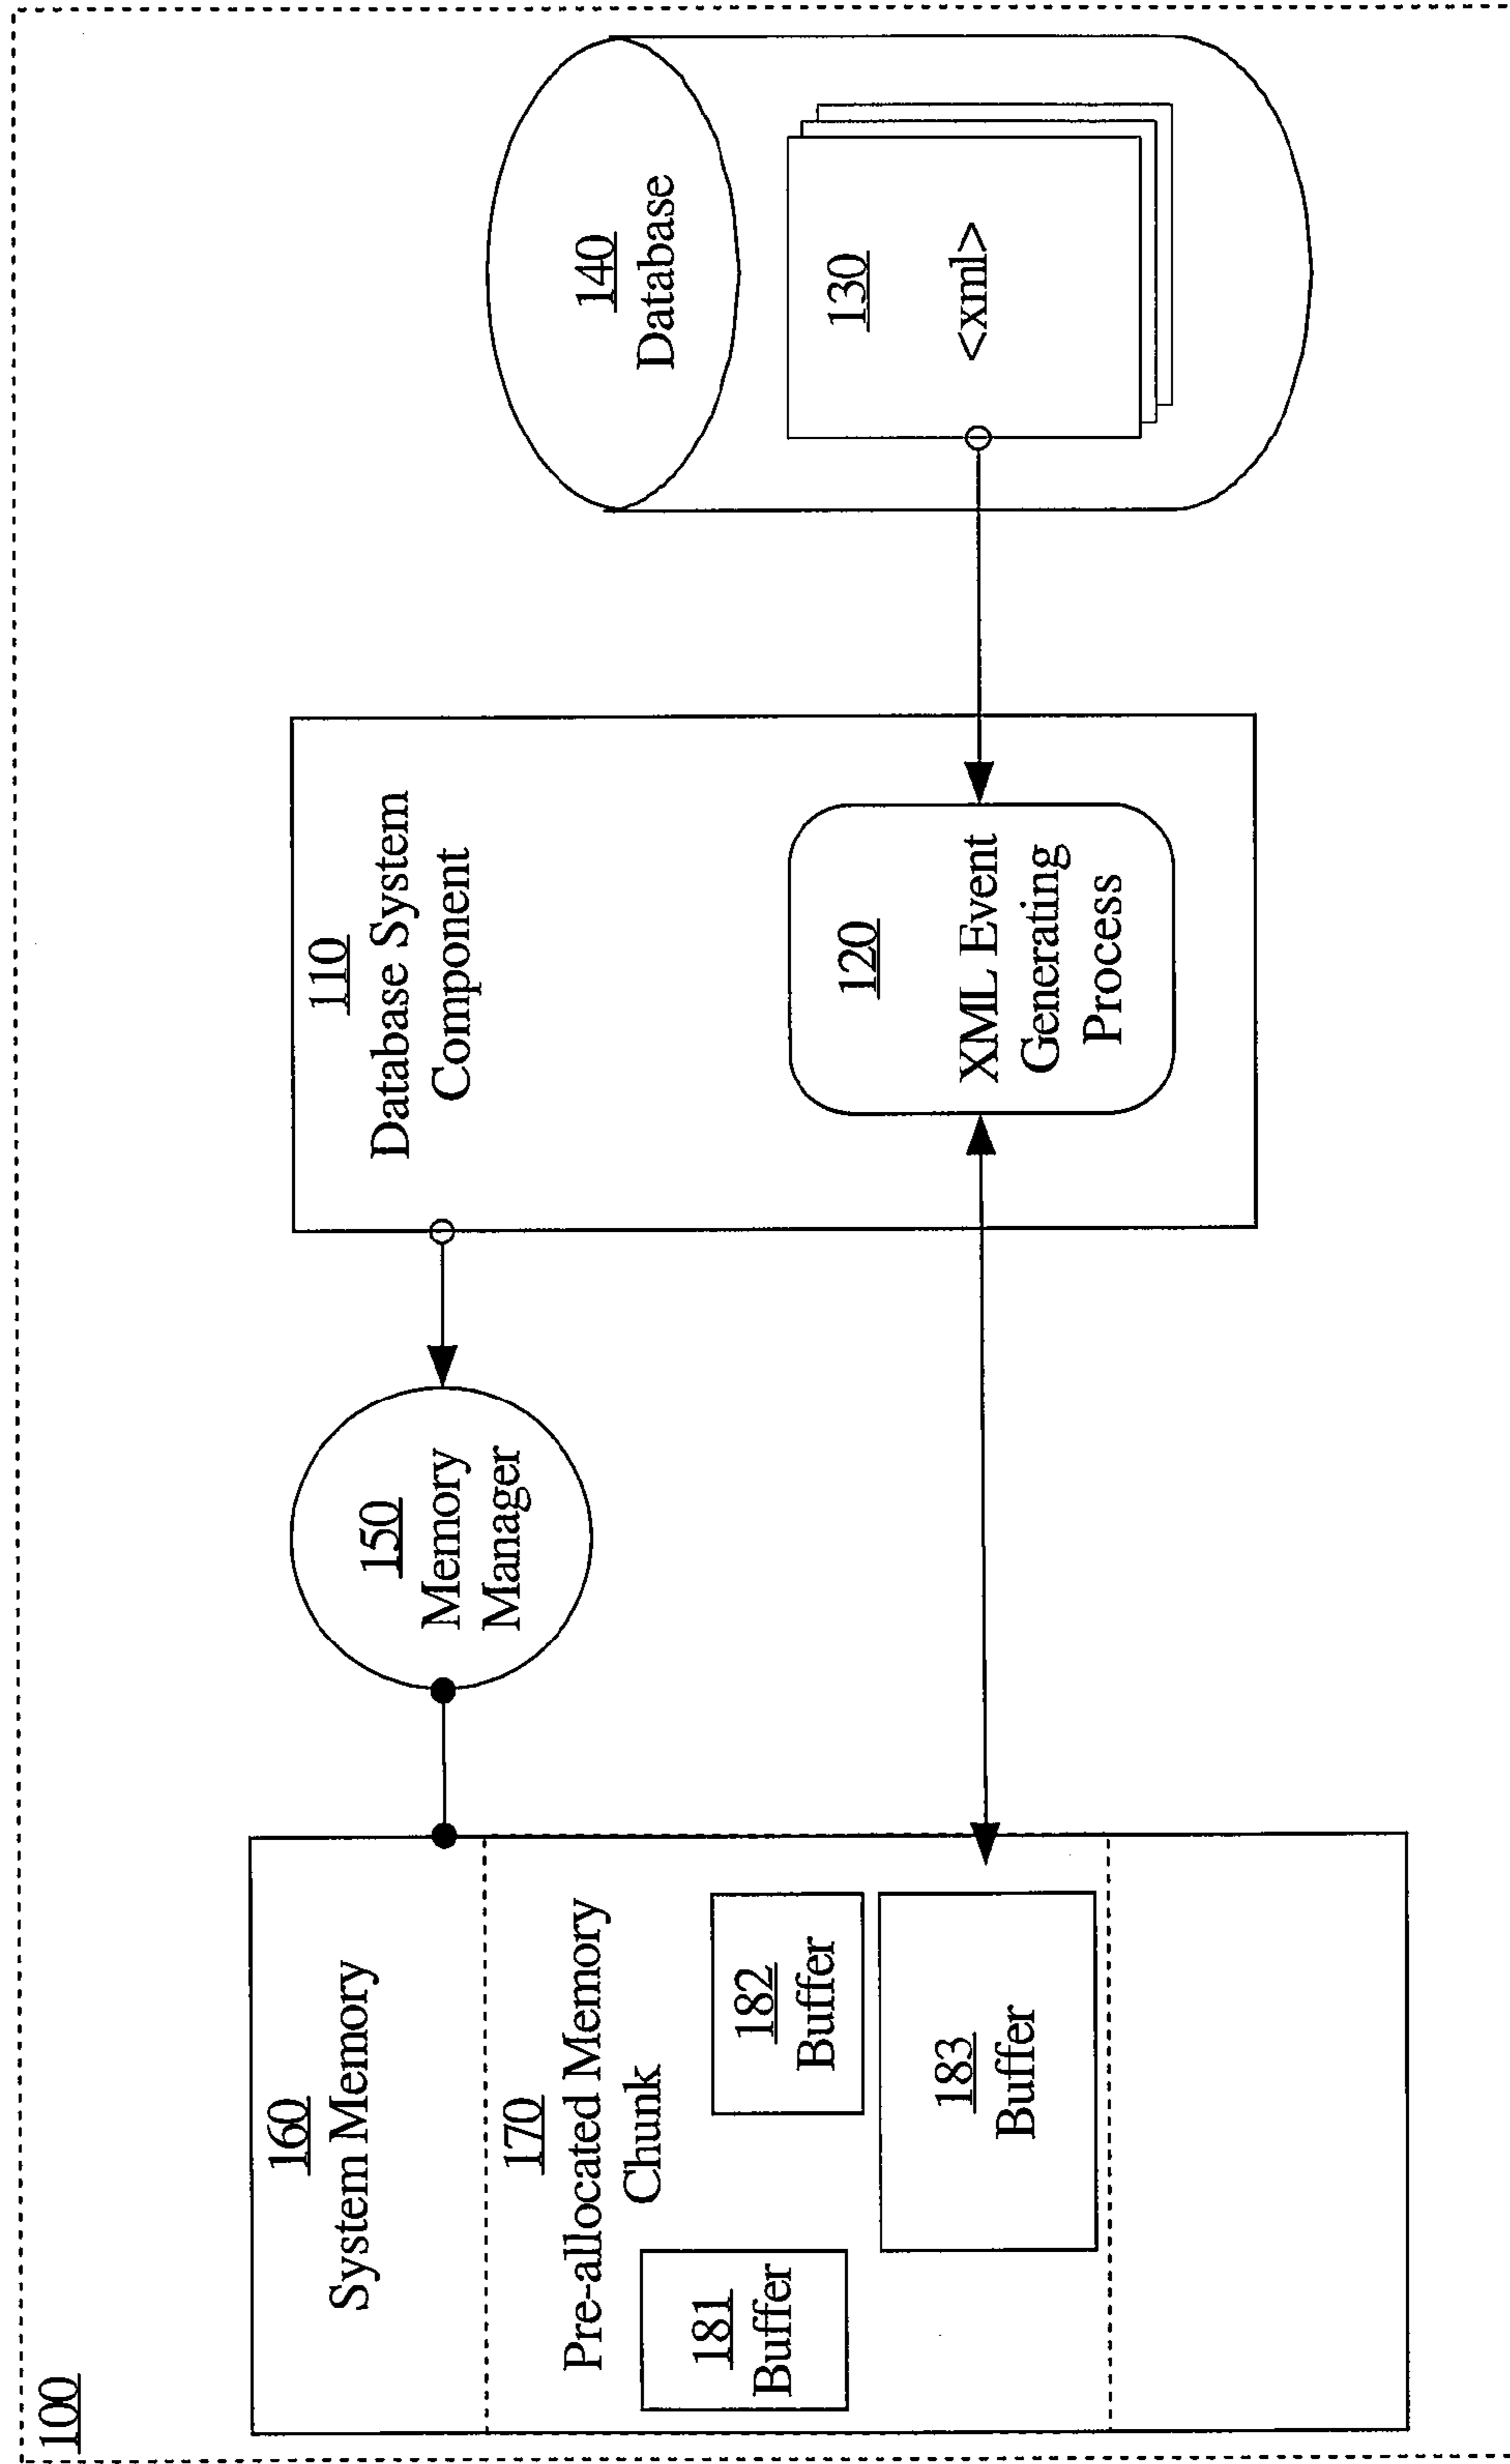 100
160
System Memory
170
Pre-allocated Memory
Chunk
181
Buffer
182
Buffer
183
Buffer
150
Memory
Manager
110
Database System
Component
120
XML Event
Generating
Process
140
Database
130
<xml>